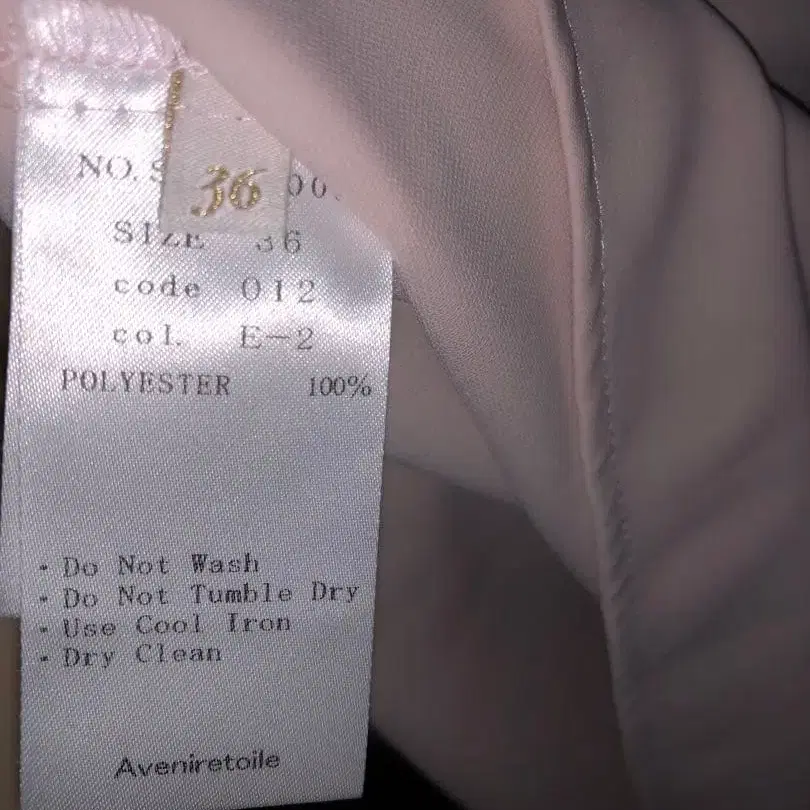 NO.
36
SIZE 36
code 012
col. E-2
POLYESTER 100%
- Do Not Wash
- Do Not Tumble Dry
- Use Cool Iron
- Dry Clean
Aveniretoile